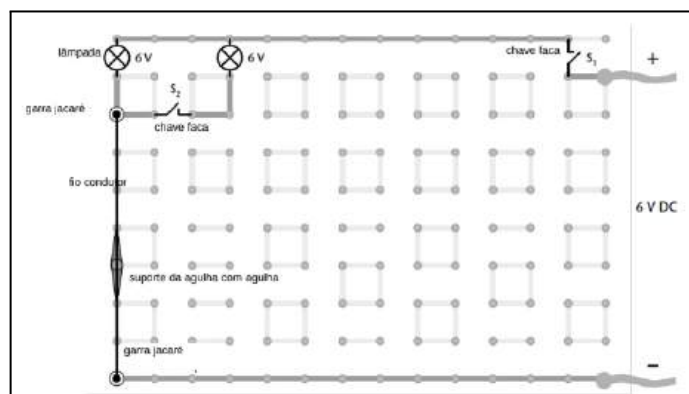 lâmpada
6 V
6 V
chave faca
S1
+
garra jacaré
S2
chave faca
fio condutor
6 V DC
suporte da agulha com agulha
garra jacaré
−